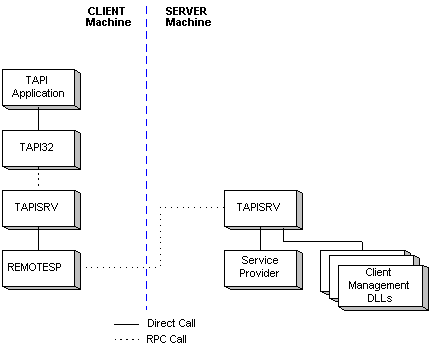 CLIENT
Machine
SERVER
Machine
TAPI
Application
TAPI32
TAPISRV
REMOTESP
TAPISRV
Service
Provider
Client
Management
DLLs
Direct Call
RPC Call